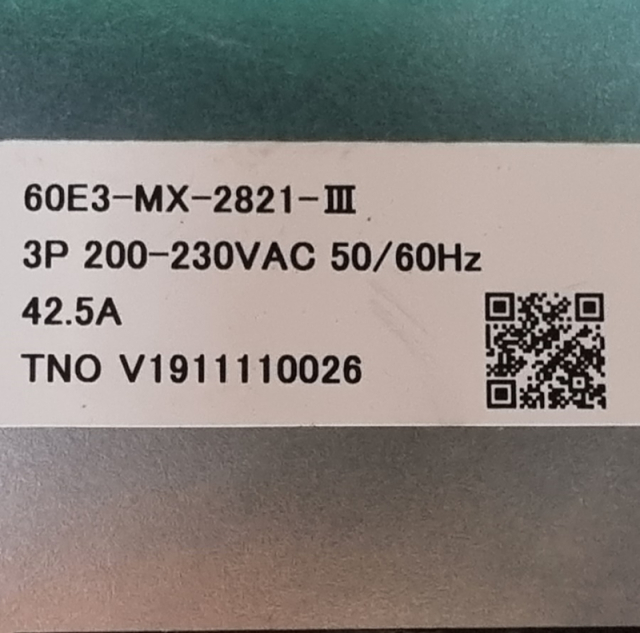 60E3-MX-2821-Ⅲ
3P 200-230VAC 50/60Hz
42.5A
TNO V1911110026